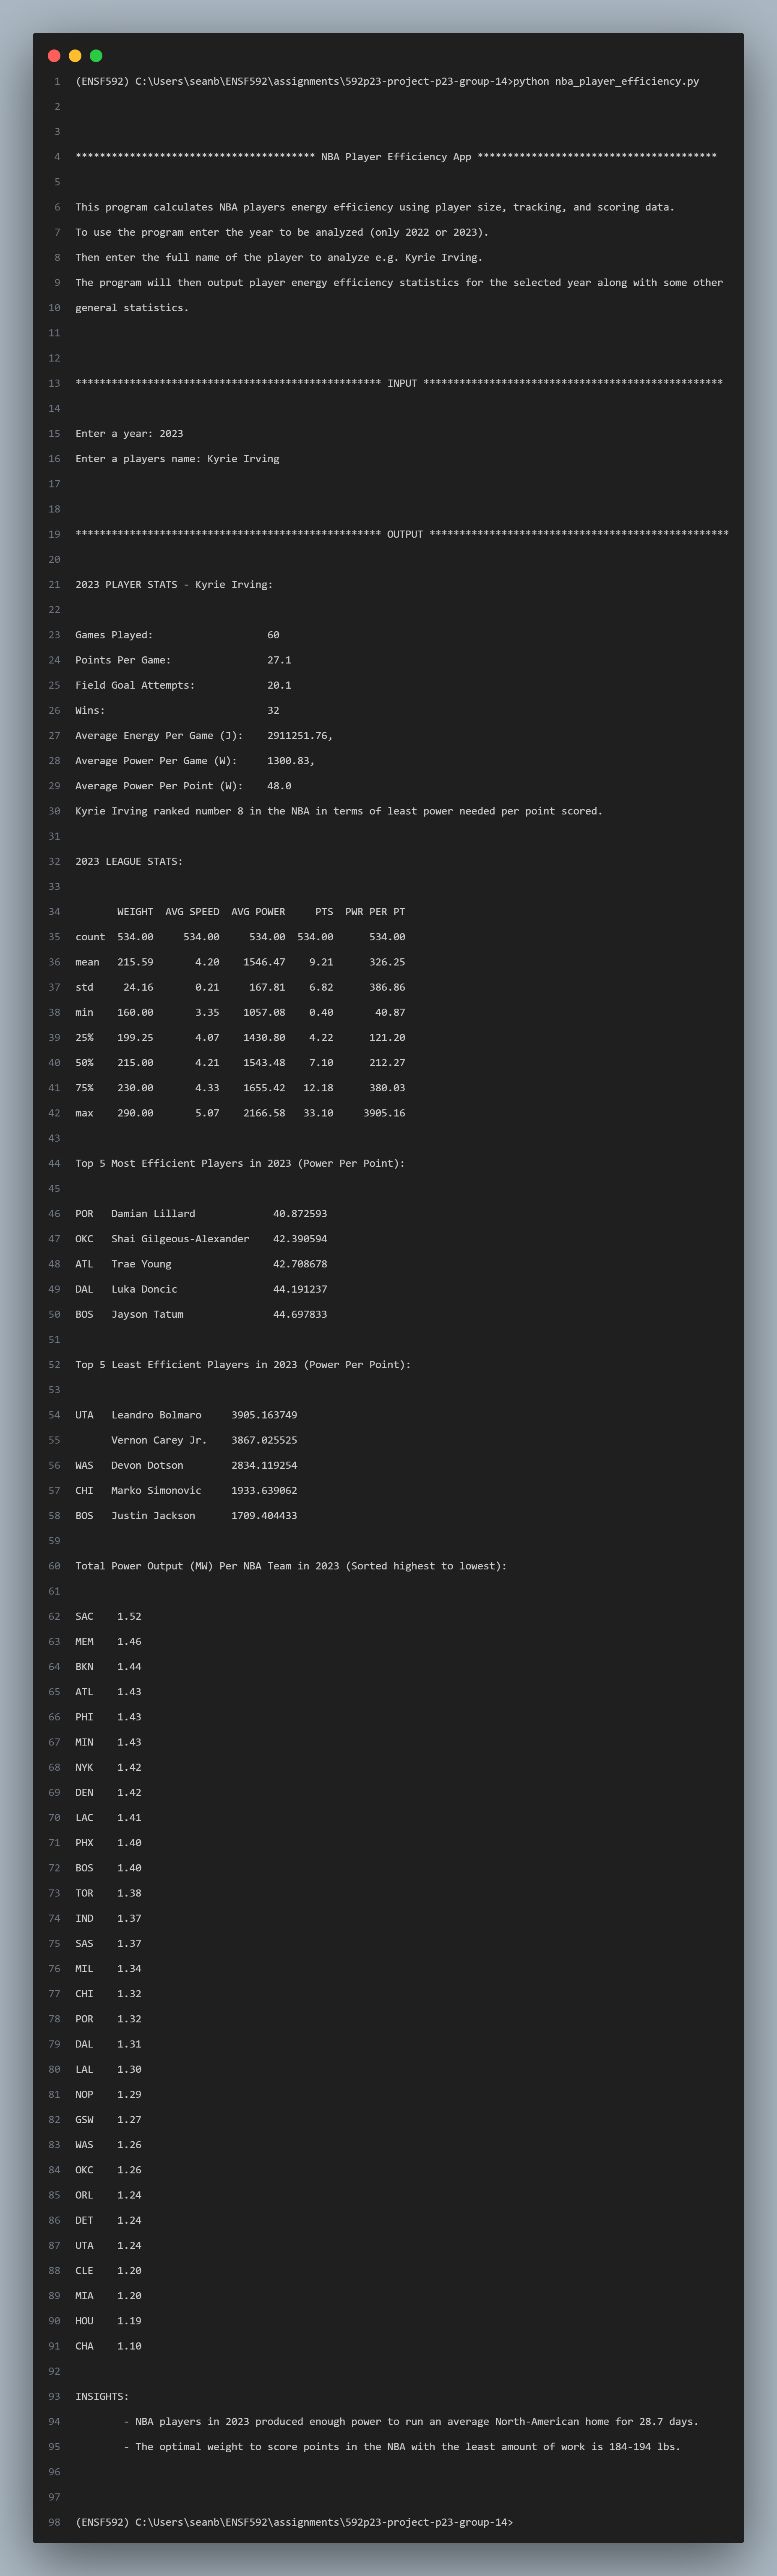 1 (ENSF592) C:\Users\seanb\ENSF592\assignments\592p23-project-p23-group-14>python nba_player_efficiency.py
2
3
4 **************************************** NBA Player Efficiency App ****************************************
5
6 This program calculates NBA players energy efficiency using player size, tracking, and scoring data.
7 To use the program enter the year to be analyzed (only 2022 or 2023).
8 Then enter the full name of the player to analyze e.g. Kyrie Irving.
9 The program will then output player energy efficiency statistics for the selected year along with some other
10 general statistics.
11
12
13 *************************************************** INPUT **************************************************
14
15 Enter a year: 2023
16 Enter a players name: Kyrie Irving
17
18
19 *************************************************** OUTPUT **************************************************
20
21 2023 PLAYER STATS - Kyrie Irving:
22
23 Games Played:                   60
24 Points Per Game:                27.1
25 Field Goal Attempts:            20.1
26 Wins:                           32
27 Average Energy Per Game (J):    2911251.76,
28 Average Power Per Game (W):     1300.83,
29 Average Power Per Point (W):    48.0
30 Kyrie Irving ranked number 8 in the NBA in terms of least power needed per point scored.
31
32 2023 LEAGUE STATS:
33
34        WEIGHT  AVG SPEED  AVG POWER     PTS  PWR PER PT
35 count  534.00     534.00     534.00  534.00      534.00
36 mean   215.59       4.20    1546.47    9.21      326.25
37 std     24.16       0.21     167.81    6.82      386.86
38 min    160.00       3.35    1057.08    0.40       40.87
39 25%    199.25       4.07    1430.80    4.22      121.20
40 50%    215.00       4.21    1543.48    7.10      212.27
41 75%    230.00       4.33    1655.42   12.18      380.03
42 max    290.00       5.07    2166.58   33.10     3905.16
43
44 Top 5 Most Efficient Players in 2023 (Power Per Point):
45
46 POR   Damian Lillard             40.872593
47 OKC   Shai Gilgeous-Alexander    42.390594
48 ATL   Trae Young                 42.708678
49 DAL   Luka Doncic                44.191237
50 BOS   Jayson Tatum               44.697833
51
52 Top 5 Least Efficient Players in 2023 (Power Per Point):
53
54 UTA   Leandro Bolmaro     3905.163749
55       Vernon Carey Jr.    3867.025525
56 WAS   Devon Dotson        2834.119254
57 CHI   Marko Simonovic     1933.639062
58 BOS   Justin Jackson      1709.404433
59
60 Total Power Output (MW) Per NBA Team in 2023 (Sorted highest to lowest):
61
62 SAC    1.52
63 MEM    1.46
64 BKN    1.44
65 ATL    1.43
66 PHI    1.43
67 MIN    1.43
68 NYK    1.42
69 DEN    1.42
70 LAC    1.41
71 PHX    1.40
72 BOS    1.40
73 TOR    1.38
74 IND    1.37
75 SAS    1.37
76 MIL    1.34
77 CHI    1.32
78 POR    1.32
79 DAL    1.31
80 LAL    1.30
81 NOP    1.29
82 GSW    1.27
83 WAS    1.26
84 OKC    1.26
85 ORL    1.24
86 DET    1.24
87 UTA    1.24
88 CLE    1.20
89 MIA    1.20
90 HOU    1.19
91 CHA    1.10
92
93 INSIGHTS:
94         - NBA players in 2023 produced enough power to run an average North-American home for 28.7 days.
95         - The optimal weight to score points in the NBA with the least amount of work is 184-194 lbs.
96
97
98 (ENSF592) C:\Users\seanb\ENSF592\assignments\592p23-project-p23-group-14>